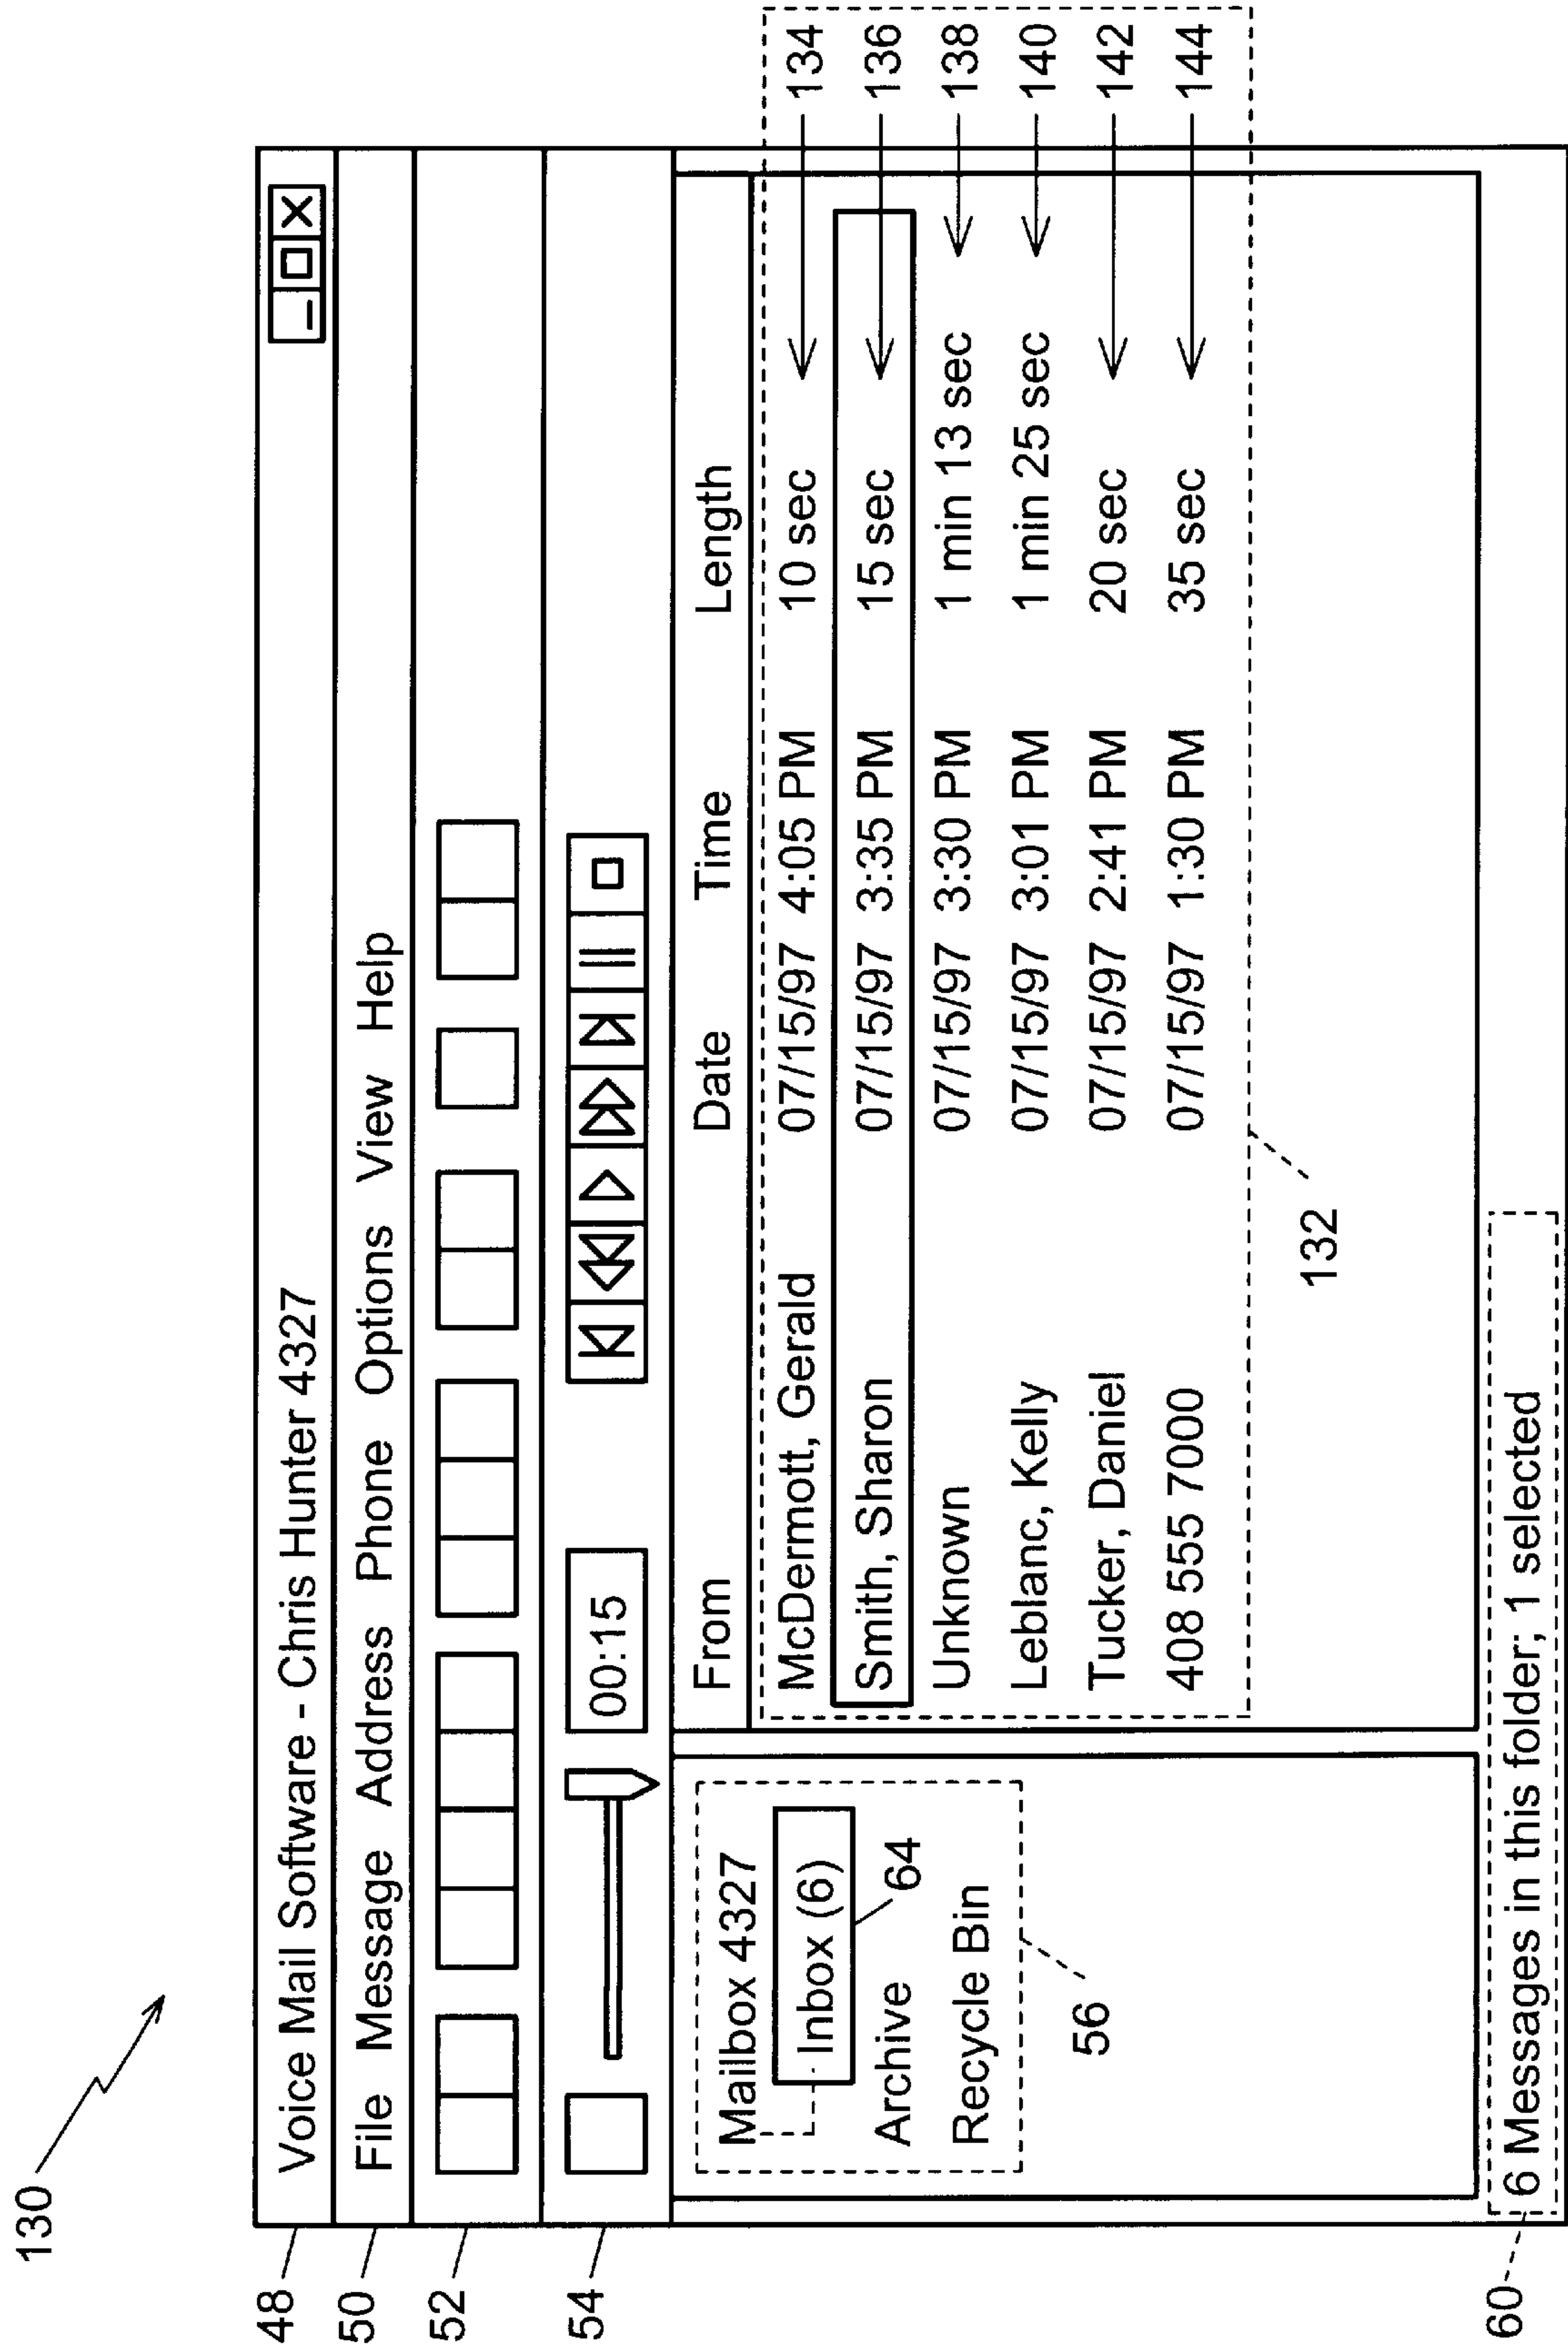 130
48
Voice Mail Software - Chris Hunter 4327
50
File Message Address Phone Options View Help
52
54
00:15
From Date Time Length
Mailbox 4327
Inbox (6)
64
Archive
Recycle Bin
56
McDermott, Gerald 07/15/97 4:05 PM 10 sec 134
Smith, Sharon 07/15/97 3:35 PM 15 sec 136
Unknown 07/15/97 3:30 PM 1 min 13 sec 138
Leblanc, Kelly 07/15/97 3:01 PM 1 min 25 sec 140
Tucker, Daniel 07/15/97 2:41 PM 20 sec 142
408 555 7000 07/15/97 1:30 PM 35 sec 144
132
60
6 Messages in this folder; 1 selected